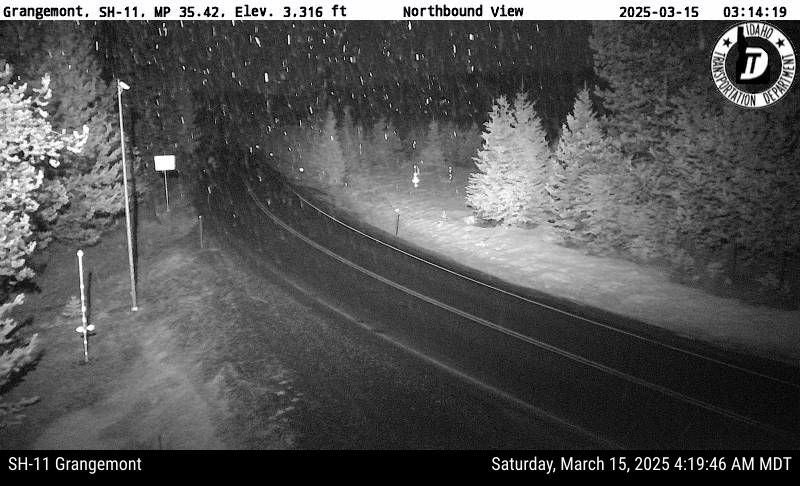 Grangemont, SH-11, MP 35.42, Elev. 3,316 ft Northbound View 2025-03-15 03:14:19
IDAHO
TRANSPORTATION DEPARTMENT
SH-11 Grangemont Saturday, March 15, 2025 4:19:46 AM MDT